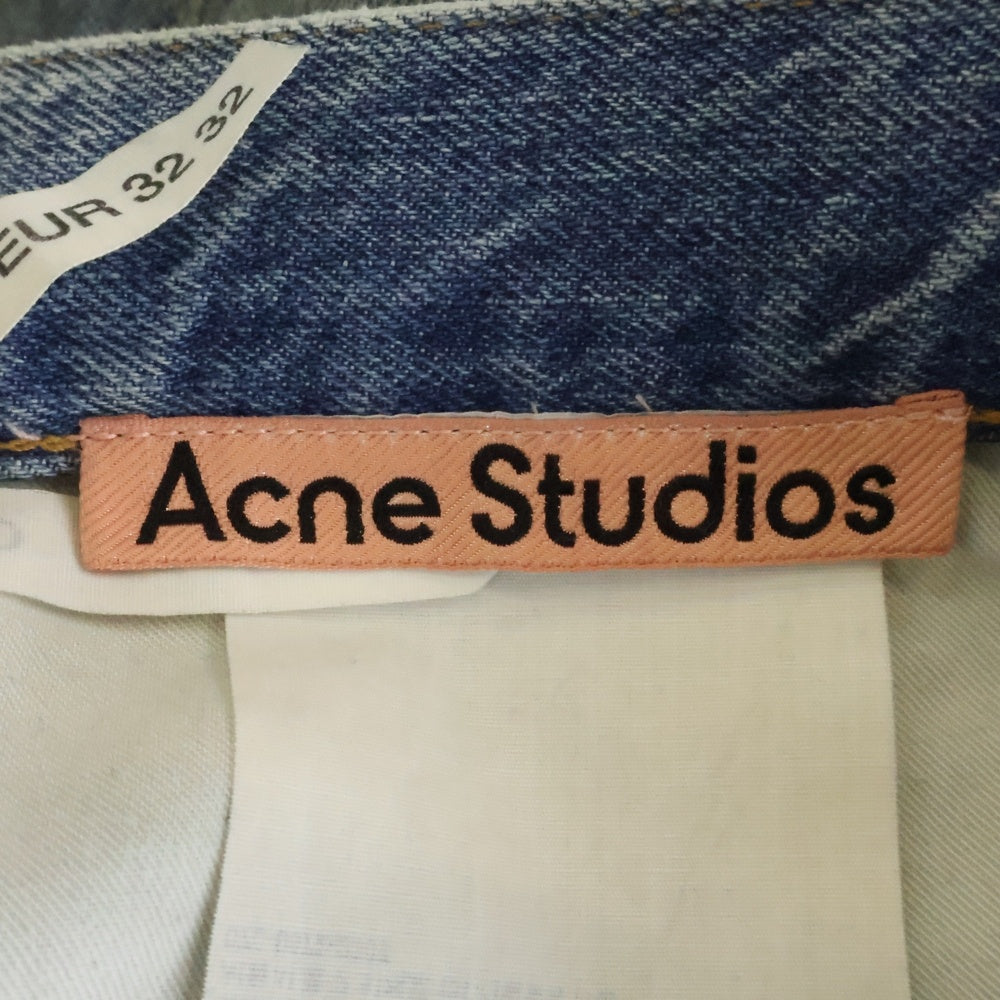 EUR 32 32
Acne Studios